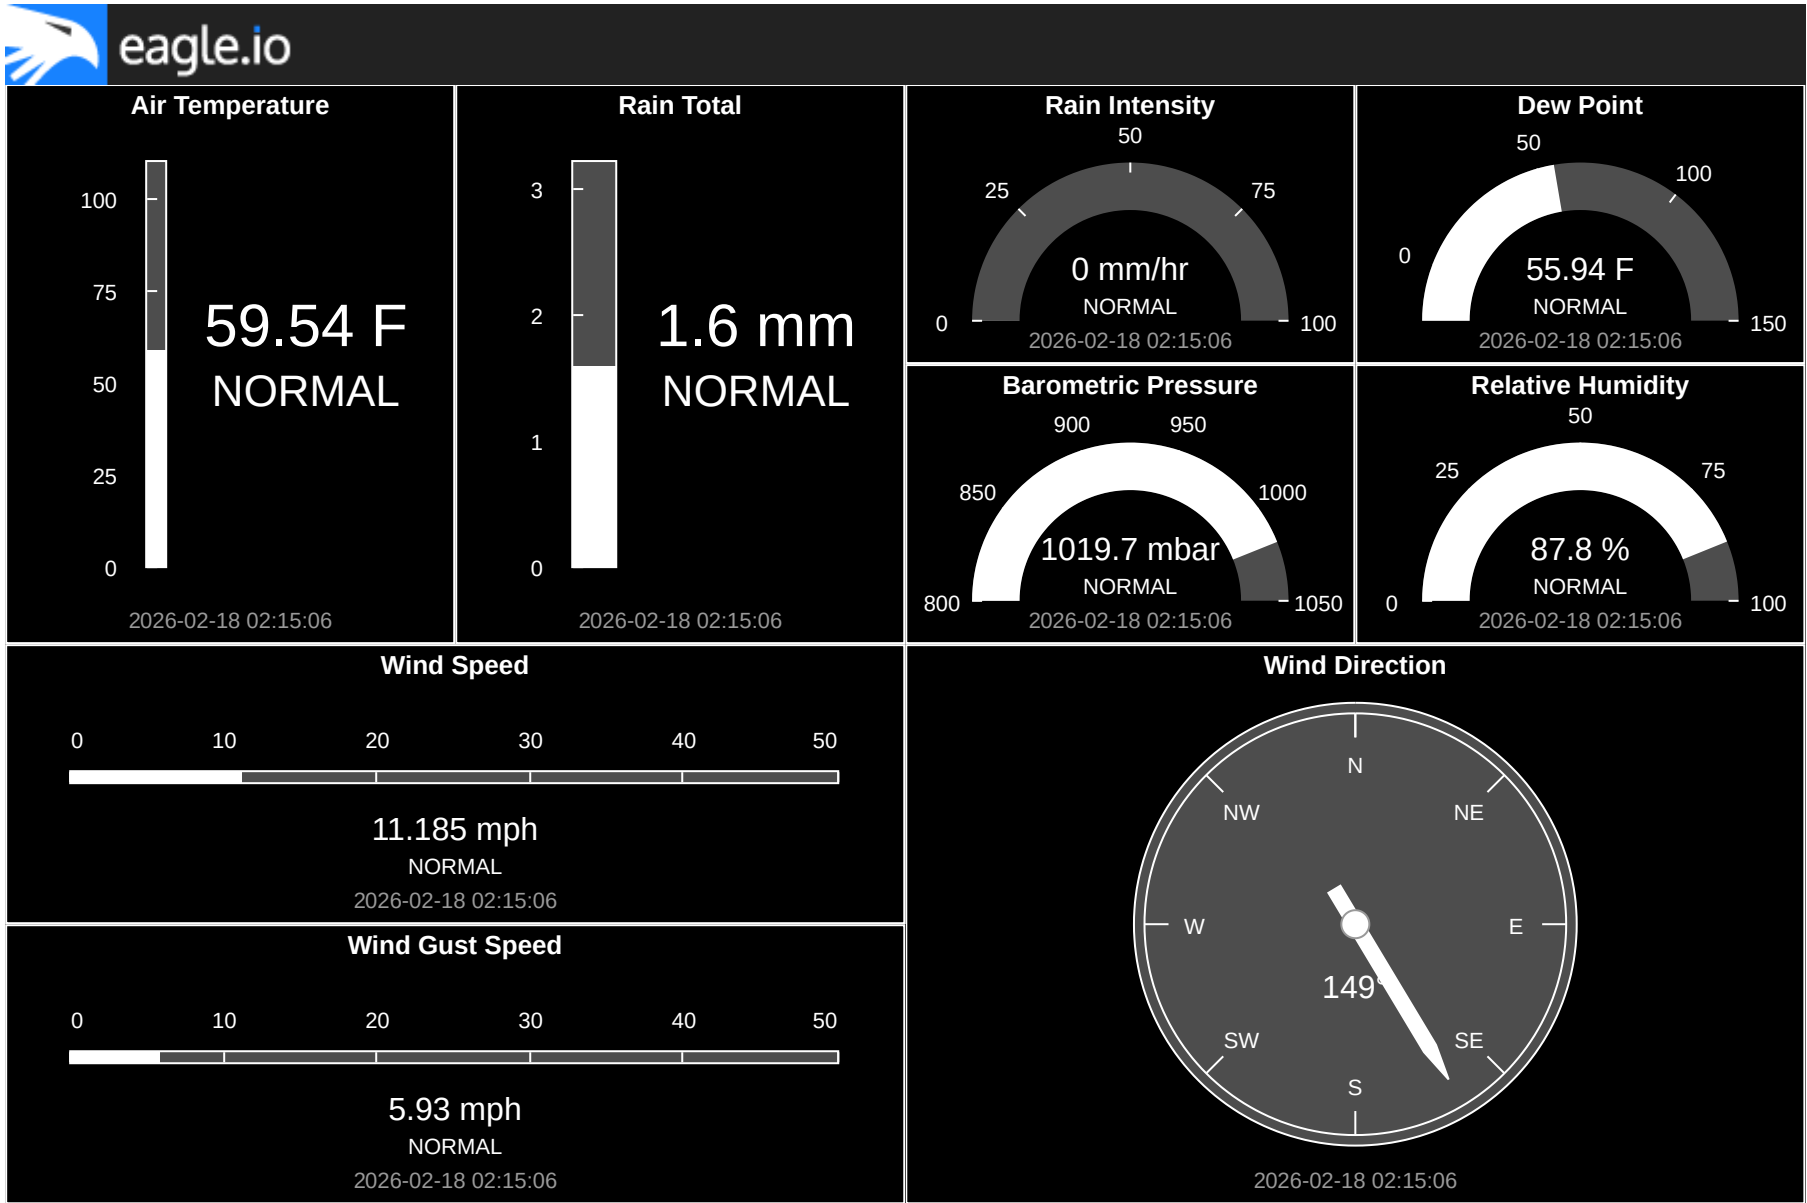 eagle.io
Air Temperature
100
75
50
25
0
59.54 F
NORMAL
2026-02-18 02:15:06
Rain Total
3
2
1
0
1.6 mm
NORMAL
2026-02-18 02:15:06
Rain Intensity
0
25
50
75
100
0 mm/hr
NORMAL
2026-02-18 02:15:06
Dew Point
0
50
100
150
55.94 F
NORMAL
2026-02-18 02:15:06
Barometric Pressure
800
850
900
950
1000
1050
1019.7 mbar
NORMAL
2026-02-18 02:15:06
Relative Humidity
0
25
50
75
100
87.8 %
NORMAL
2026-02-18 02:15:06
Wind Speed
0 10 20 30 40 50
11.185 mph
NORMAL
2026-02-18 02:15:06
Wind Gust Speed
0 10 20 30 40 50
5.93 mph
NORMAL
2026-02-18 02:15:06
Wind Direction
N
NW NE
W E
149°
SW SE
S
2026-02-18 02:15:06